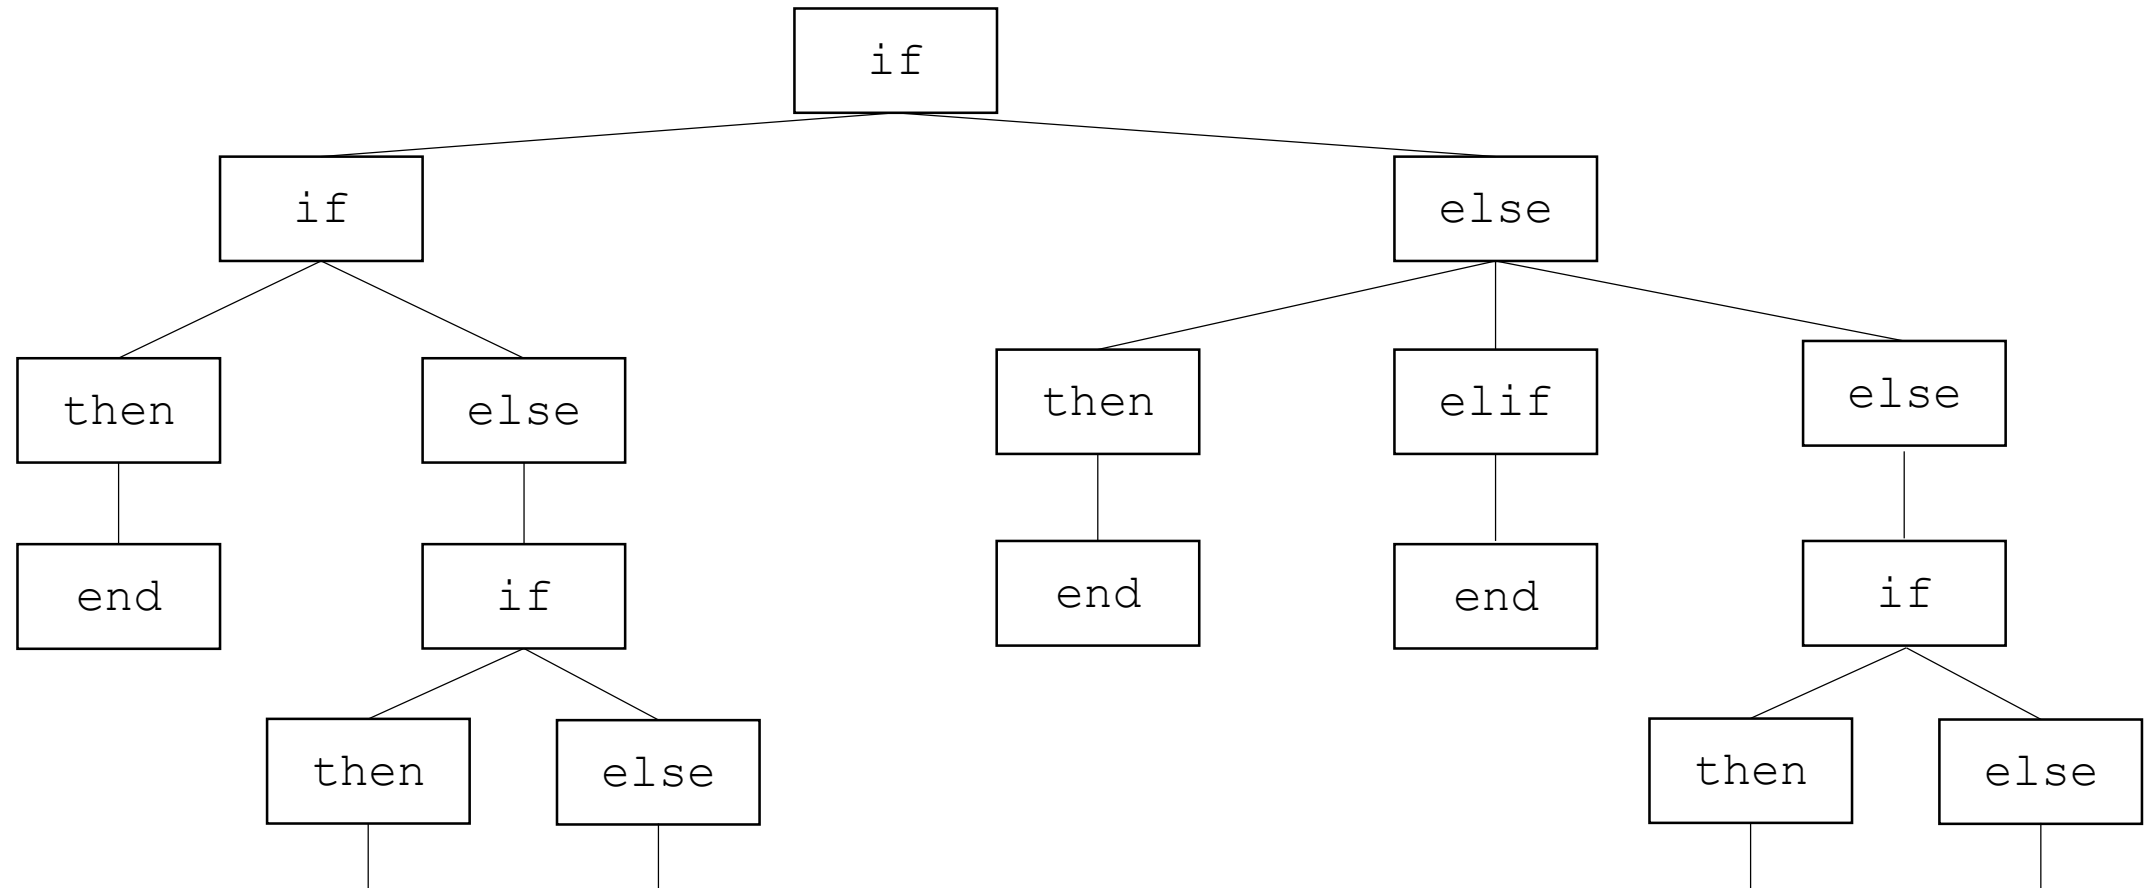 if
if else
then else then elif else
end if end end if
then else then else